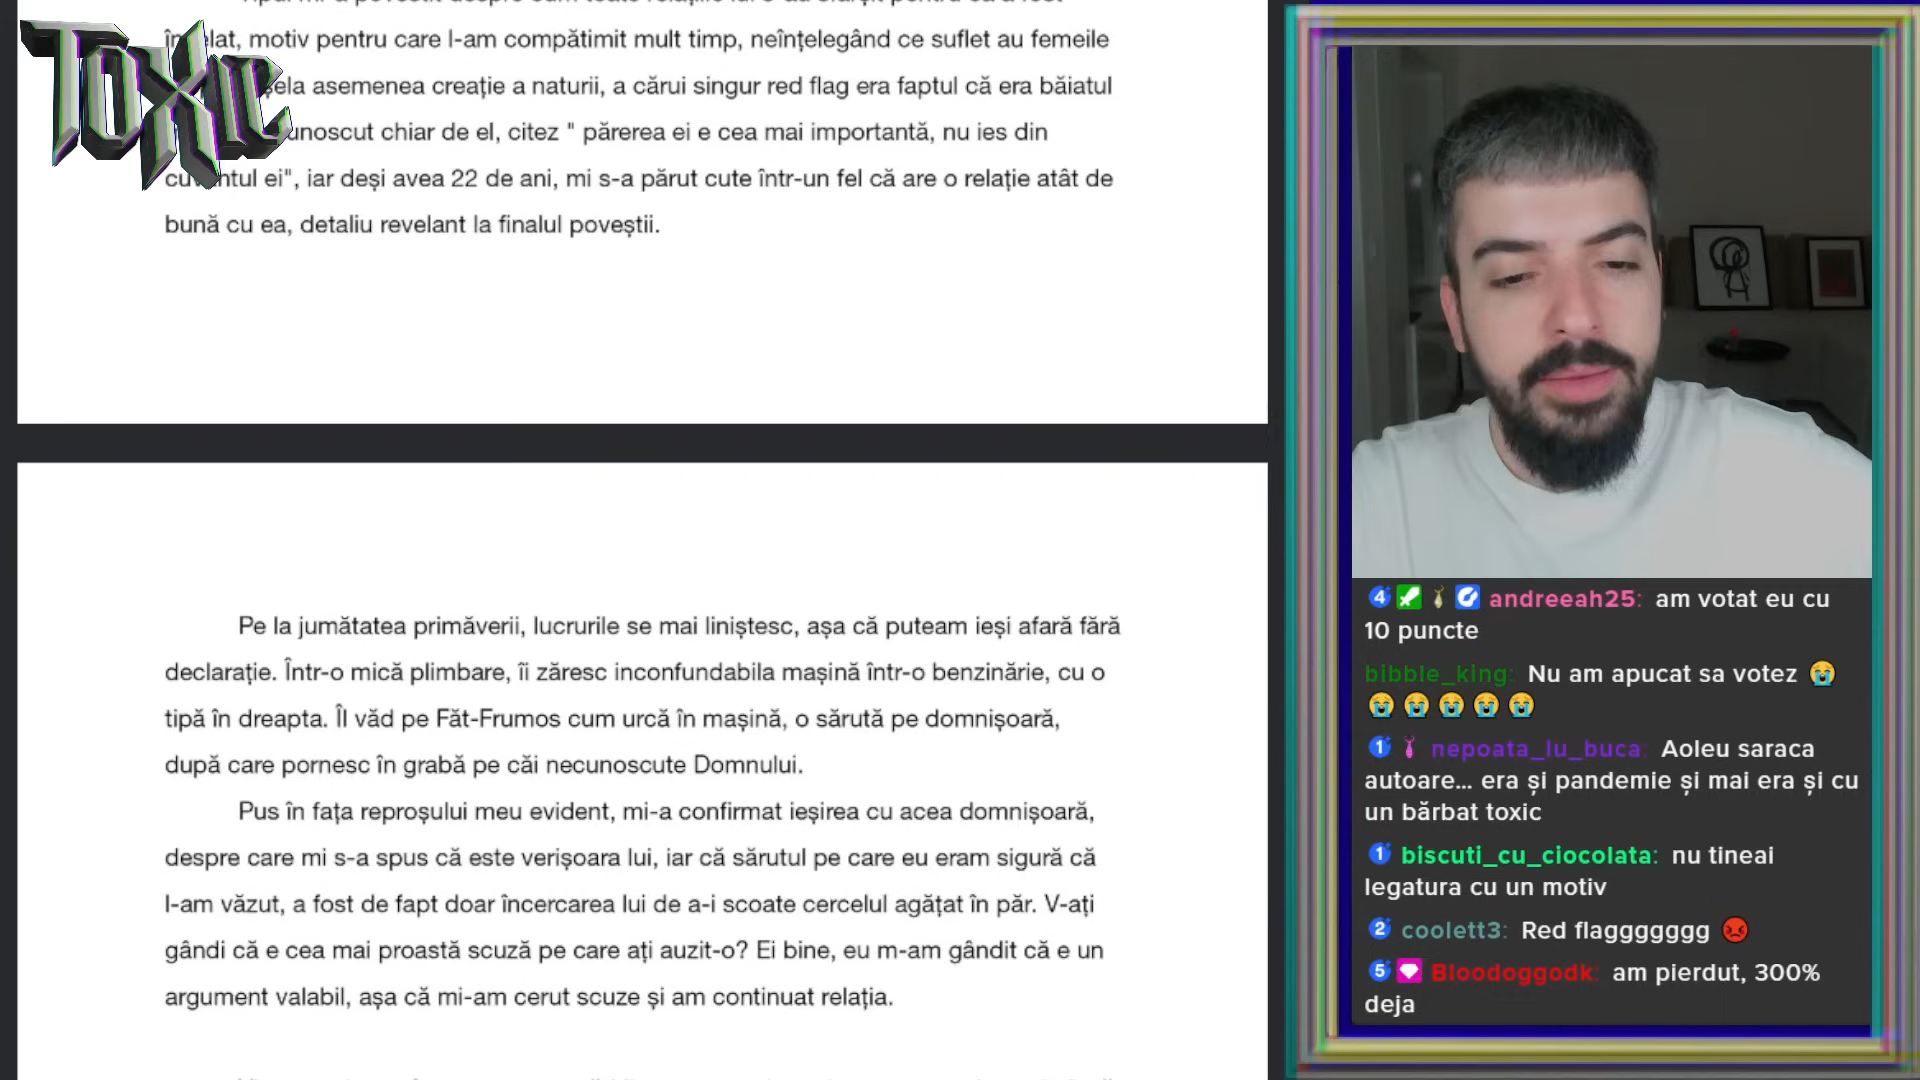 TOXIC
lat, motiv pentru care l-am compătimit mult timp, neînțelegând ce suflet au femeile
asemenea creație a naturii, a cărui singur red flag era faptul că era băiatul
chiar de el, citez " părerea ei e cea mai importantă, nu ies din
ei", iar deși avea 22 de ani, mi s-a părut cute într-un fel că are o relație atât de
bună cu ea, detaliu revelant la finalul poveștii.
Pe la jumătatea primăverii, lucrurile se mai liniștesc, așa că puteam ieși afară fără
declarație. Într-o mică plimbare, îi zăresc inconfundabila mașină într-o benzinărie, cu o
tipă în dreapta. Îl văd pe Făt-Frumos cum urcă în mașină, o sărută pe domnișoară,
după care pornesc în grabă pe căi necunoscute Domnului.
Pus în fața reproșului meu evident, mi-a confirmat ieșirea cu acea domnișoară,
despre care mi s-a spus că este verișoara lui, iar că sărutul pe care eu eram sigură că
l-am văzut, a fost de fapt doar încercarea lui de a-i scoate cercelul agățat în păr. V-ați
gândi că e cea mai proastă scuză pe care ați auzit-o? Ei bine, eu m-am gândit că e un
argument valabil, așa că mi-am cerut scuze și am continuat relația.
4 andreeah25: am votat eu cu
10 puncte
bibble_king: Nu am apucat sa votez 😭
😭 😭 😭 😭 😭
1 nepoata_lu_buca: Aoleu saraca
autoare... era și pandemie și mai era și cu
un bărbat toxic
1 biscuti_cu_ciocolata: nu tineai
legatura cu un motiv
2 coolett3: Red flaggggggg 😡
5 Bloodoggodk: am pierdut, 300%
deja